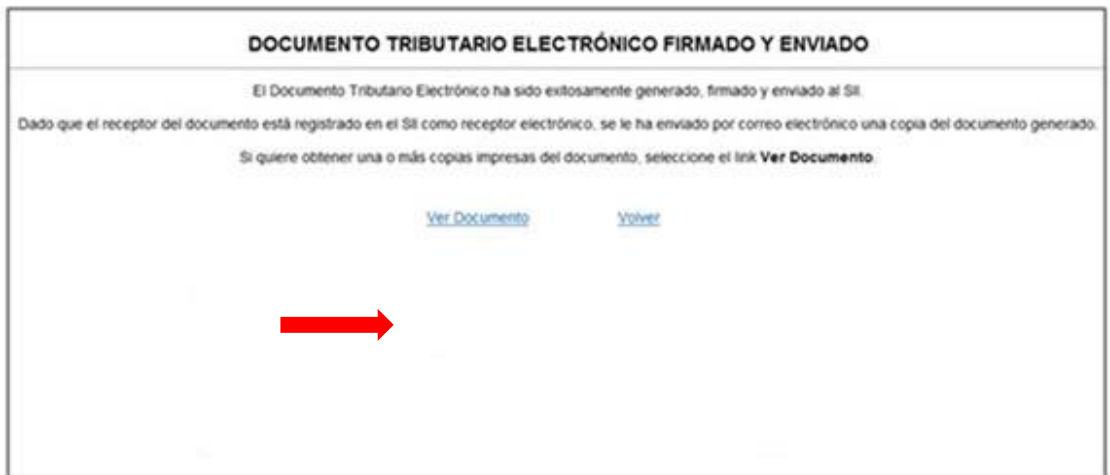 DOCUMENTO TRIBUTARIO ELECTRÓNICO FIRMADO Y ENVIADO
El Documento Tributario Electrónico ha sido exitosamente generado, firmado y enviado al SII.
Dado que el receptor del documento está registrado en el SII como receptor electrónico, se le ha enviado por correo electrónico una copia del documento generado.
Si quiere obtener una o más copias impresas del documento, seleccione el link Ver Documento.
Ver Documento Volver